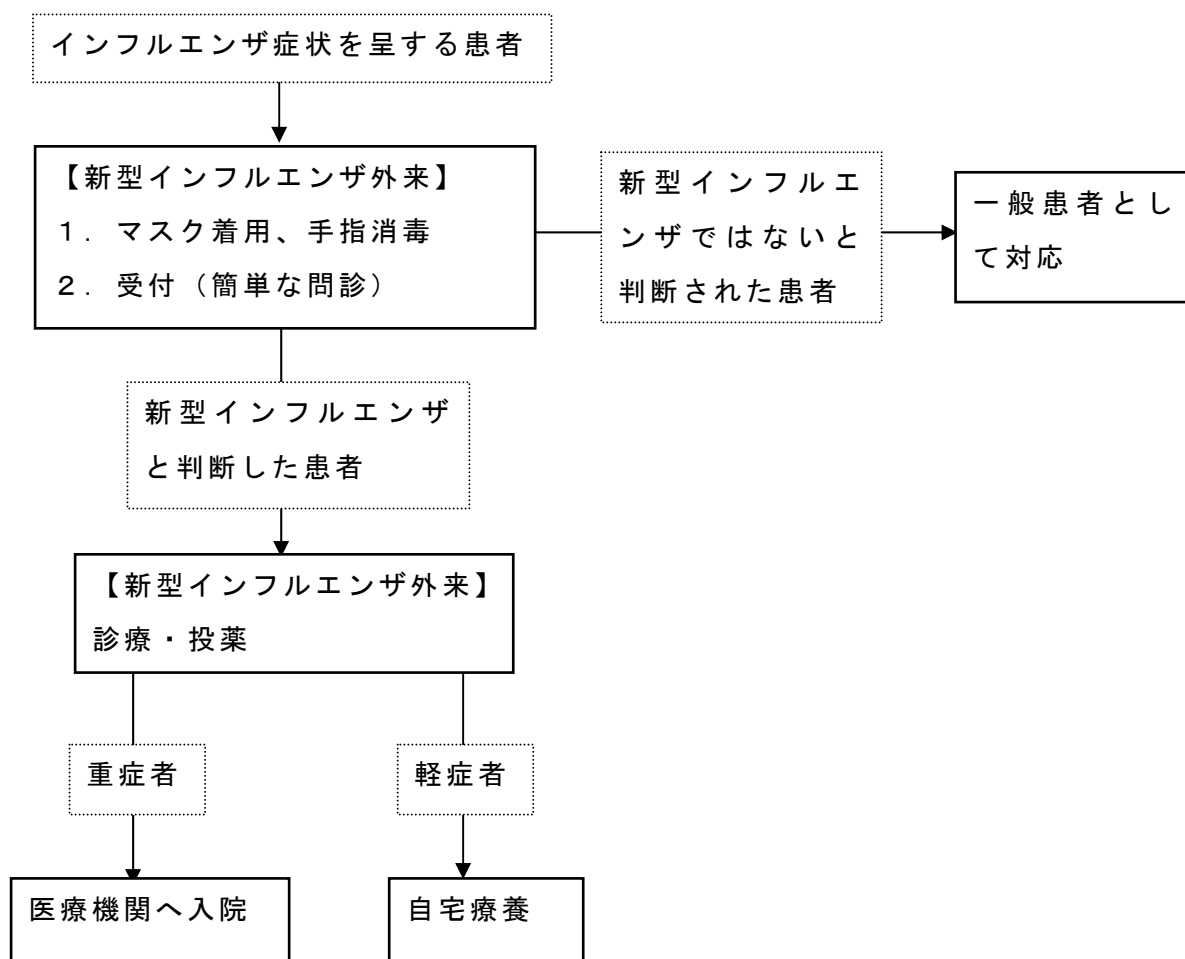 インフルエンザ症状を呈する患者
【新型インフルエンザ外来】
１．マスク着用、手指消毒
２．受付（簡単な問診）
新型インフルエ
ンザではないと
判断された患者
一般患者とし
て対応
新型インフルエンザ
と判断した患者
【新型インフルエンザ外来】
診療・投薬
重症者
軽症者
医療機関へ入院
自宅療養